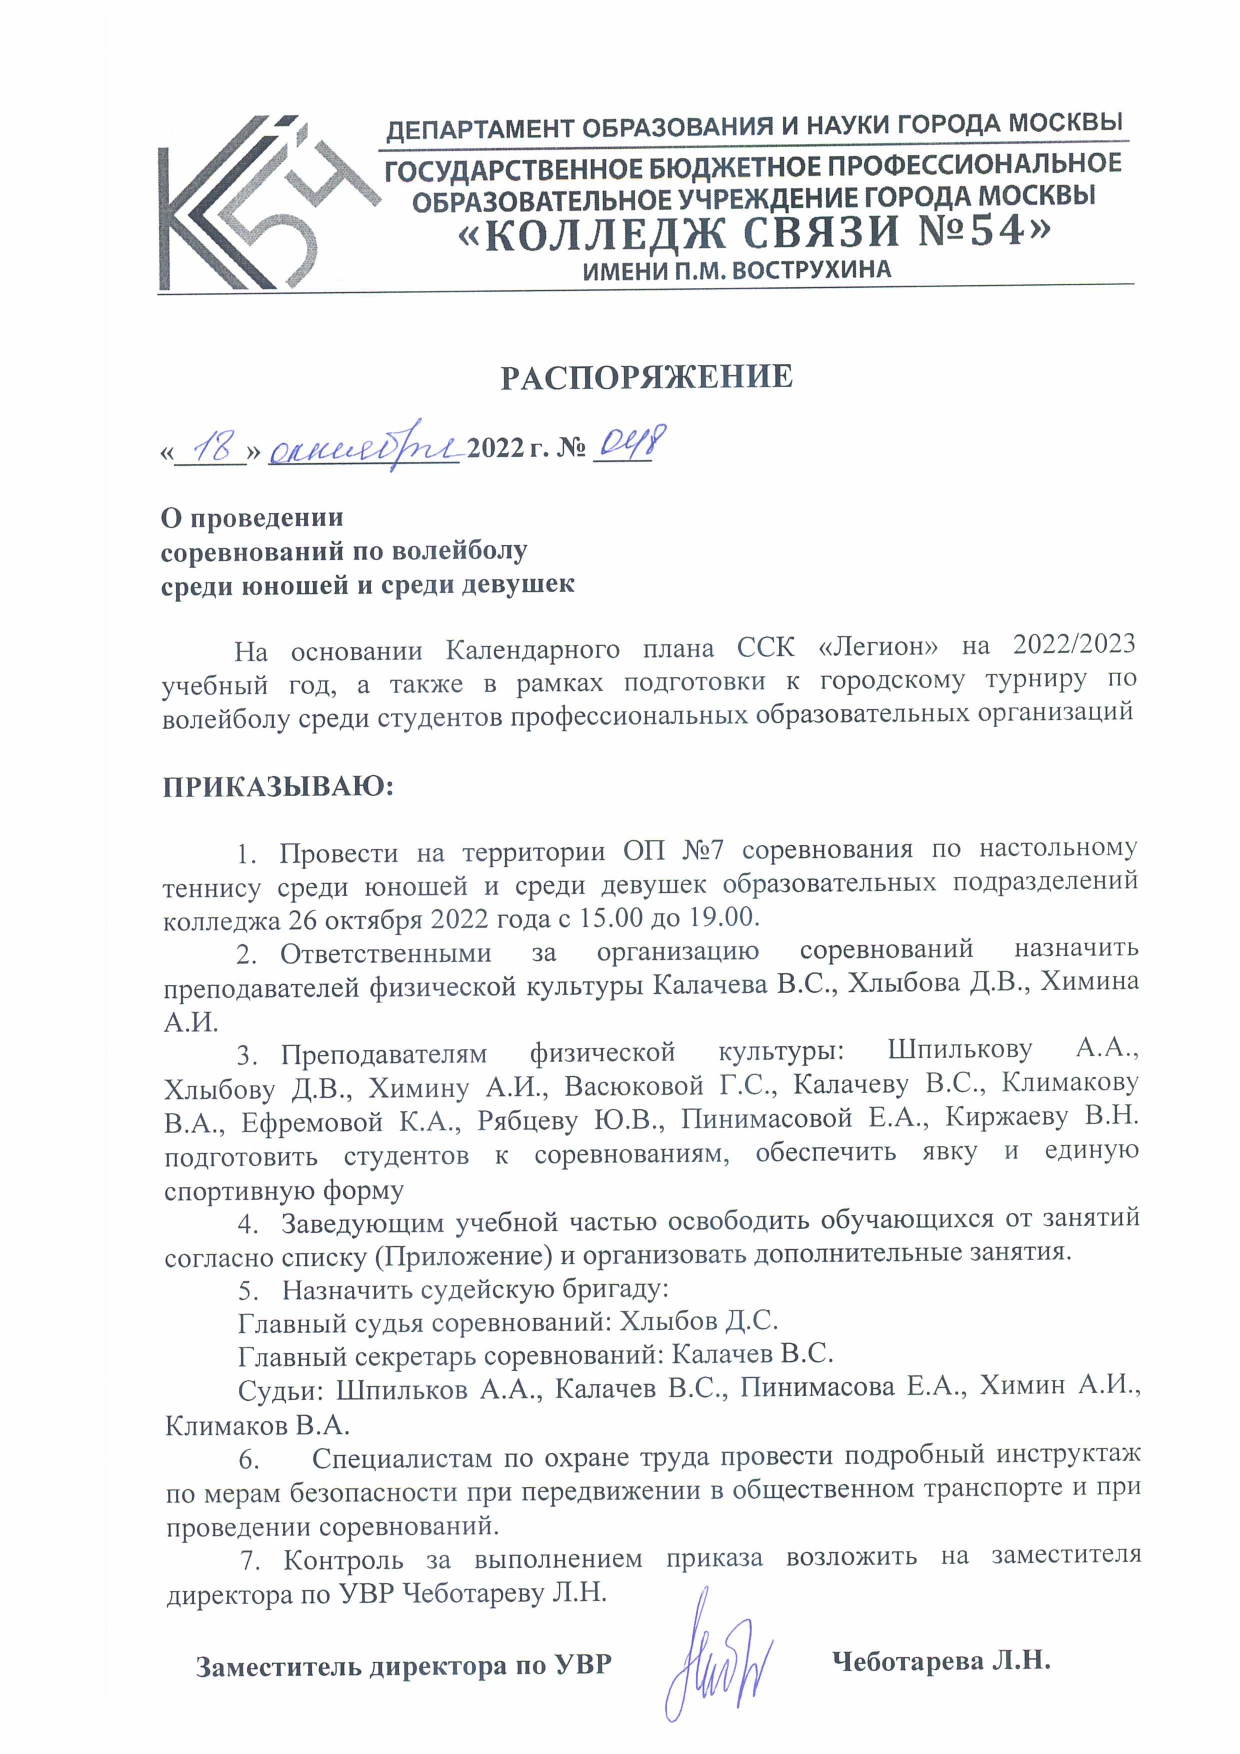 К54
ДЕПАРТАМЕНТ ОБРАЗОВАНИЯ И НАУКИ ГОРОДА МОСКВЫ
ГОСУДАРСТВЕННОЕ БЮДЖЕТНОЕ ПРОФЕССИОНАЛЬНОЕ
ОБРАЗОВАТЕЛЬНОЕ УЧРЕЖДЕНИЕ ГОРОДА МОСКВЫ
«КОЛЛЕДЖ СВЯЗИ №54»
ИМЕНИ П.М. ВОСТРУХИНА
РАСПОРЯЖЕНИЕ
« 18 » октября 2022 г. № 048
О проведении
соревнований по волейболу
среди юношей и среди девушек
На основании Календарного плана ССК «Легион» на 2022/2023
учебный год, а также в рамках подготовки к городскому турниру по
волейболу среди студентов профессиональных образовательных организаций
ПРИКАЗЫВАЮ:
1. Провести на территории ОП №7 соревнования по настольному
теннису среди юношей и среди девушек образовательных подразделений
колледжа 26 октября 2022 года с 15.00 до 19.00.
2. Ответственными за организацию соревнований назначить
преподавателей физической культуры Калачева В.С., Хлыбова Д.В., Химина
А.И.
3. Преподавателям физической культуры: Шпилькову А.А.,
Хлыбову Д.В., Химину А.И., Васюковой Г.С., Калачеву В.С., Климакову
В.А., Ефремовой К.А., Рябцеву Ю.В., Пинимасовой Е.А., Киржаеву В.Н.
подготовить студентов к соревнованиям, обеспечить явку и единую
спортивную форму
4. Заведующим учебной частью освободить обучающихся от занятий
согласно списку (Приложение) и организовать дополнительные занятия.
5. Назначить судейскую бригаду:
Главный судья соревнований: Хлыбов Д.С.
Главный секретарь соревнований: Калачев В.С.
Судьи: Шпильков А.А., Калачев В.С., Пинимасова Е.А., Химин А.И.,
Климаков В.А.
6. Специалистам по охране труда провести подробный инструктаж
по мерам безопасности при передвижении в общественном транспорте и при
проведении соревнований.
7. Контроль за выполнением приказа возложить на заместителя
директора по УВР Чеботареву Л.Н.
Заместитель директора по УВР Чеботарева Л.Н.